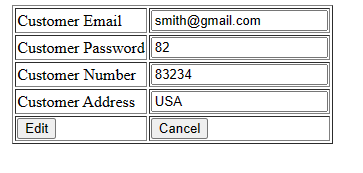 Customer Email smith@gmail.com
Customer Password 82
Customer Number 83234
Customer Address USA
Edit Cancel